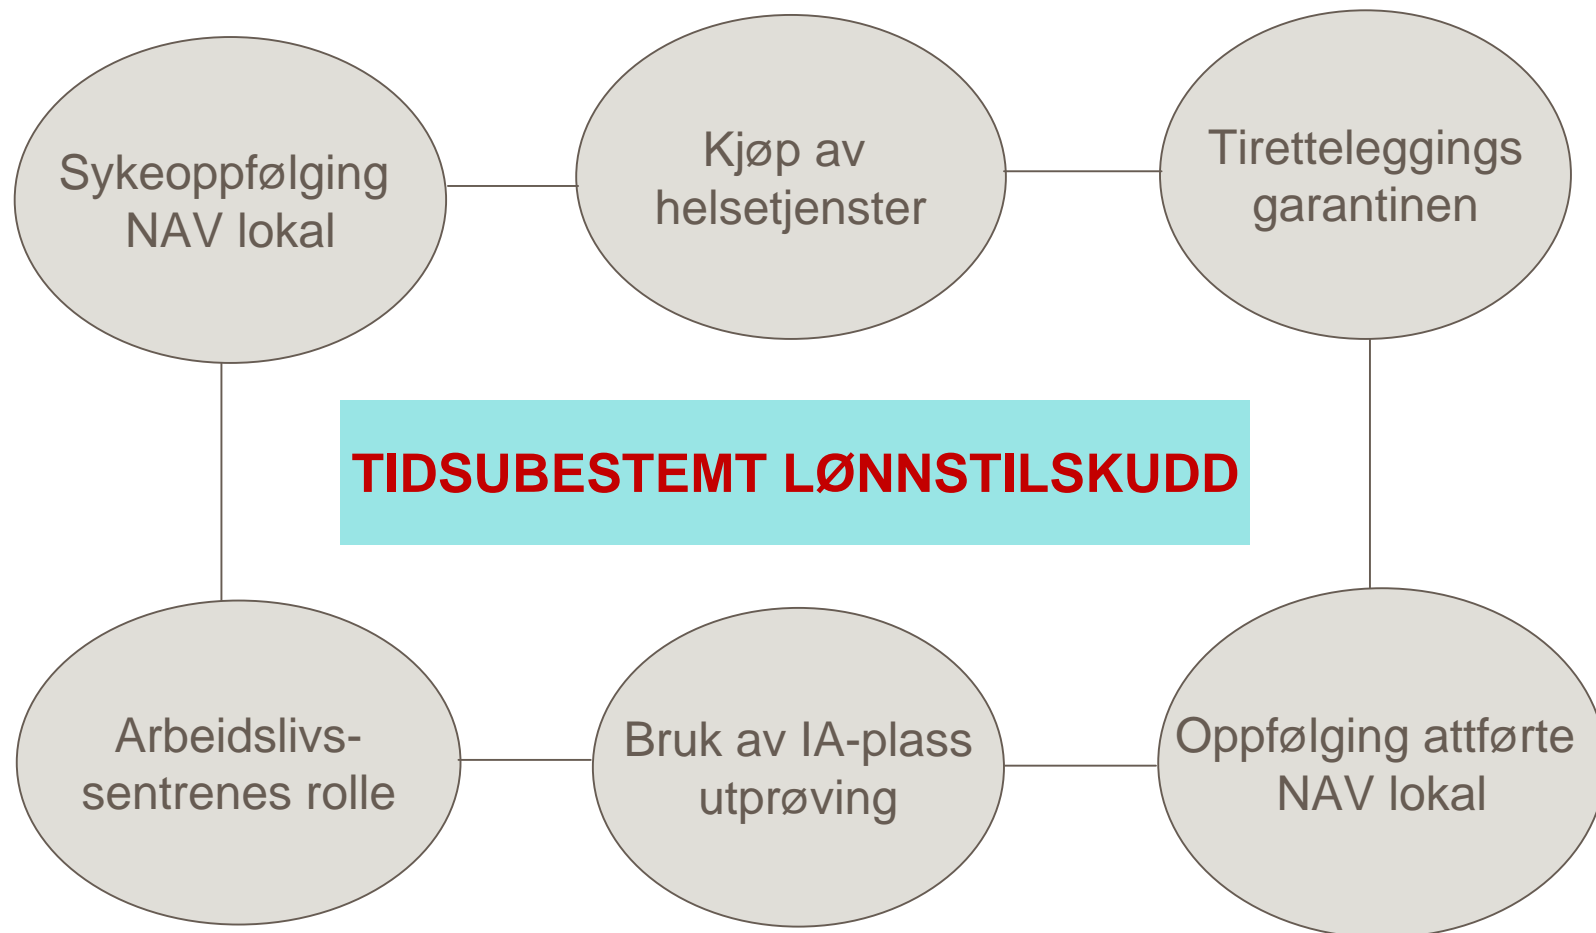 Sykeoppfølging
NAV lokal
Kjøp av
helsetjenster
Tiretteleggings
garantinen
TIDSUBESTEMT LØNNSTILSKUDD
Arbeidslivs-
sentrenes rolle
Bruk av IA-plass
utprøving
Oppfølging attførte
NAV lokal